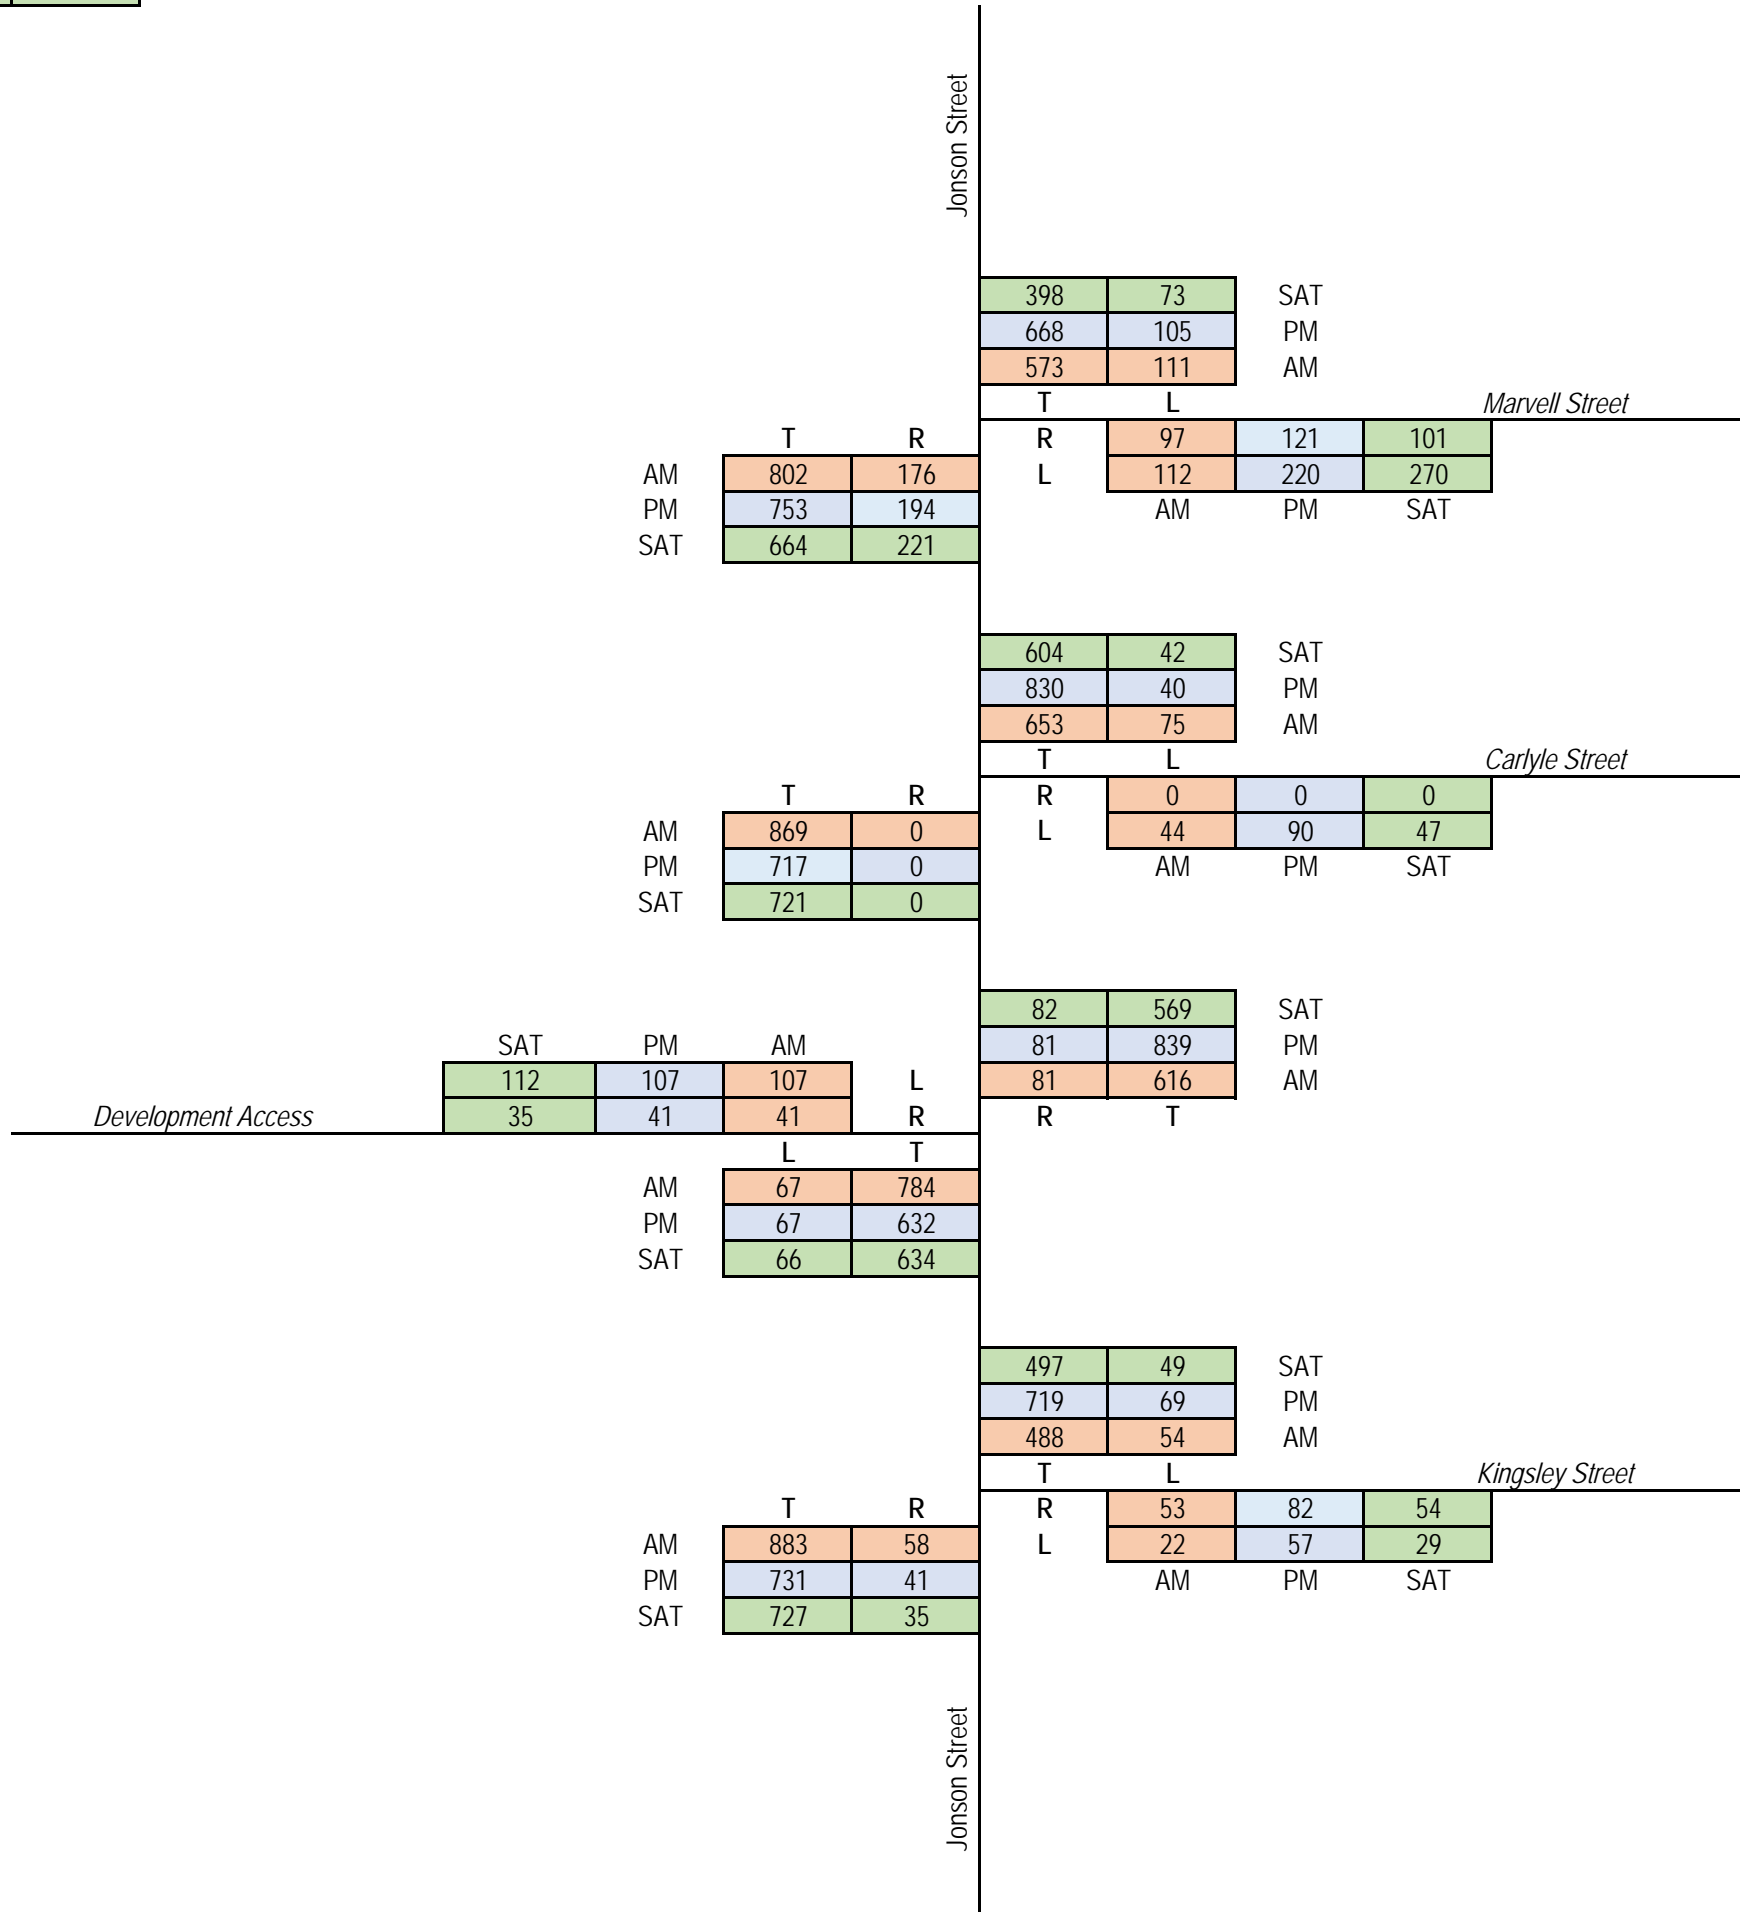 Jonson Street
398 73 SAT
668 105 PM
573 111 AM
T L Marvell Street
T R R 97 121 101
AM 802 176 L 112 220 270
PM 753 194 AM PM SAT
SAT 664 221
604 42 SAT
830 40 PM
653 75 AM
T L Carlyle Street
T R R 0 0 0
AM 869 0 L 44 90 47
PM 717 0 AM PM SAT
SAT 721 0
82 569 SAT
SAT PM AM 81 839 PM
112 107 107 L 81 616 AM
Development Access 35 41 41 R R T
L T
AM 67 784
PM 67 632
SAT 66 634
497 49 SAT
719 69 PM
488 54 AM
T L Kingsley Street
T R R 53 82 54
AM 883 58 L 22 57 29
PM 731 41 AM PM SAT
SAT 727 35
Jonson Street